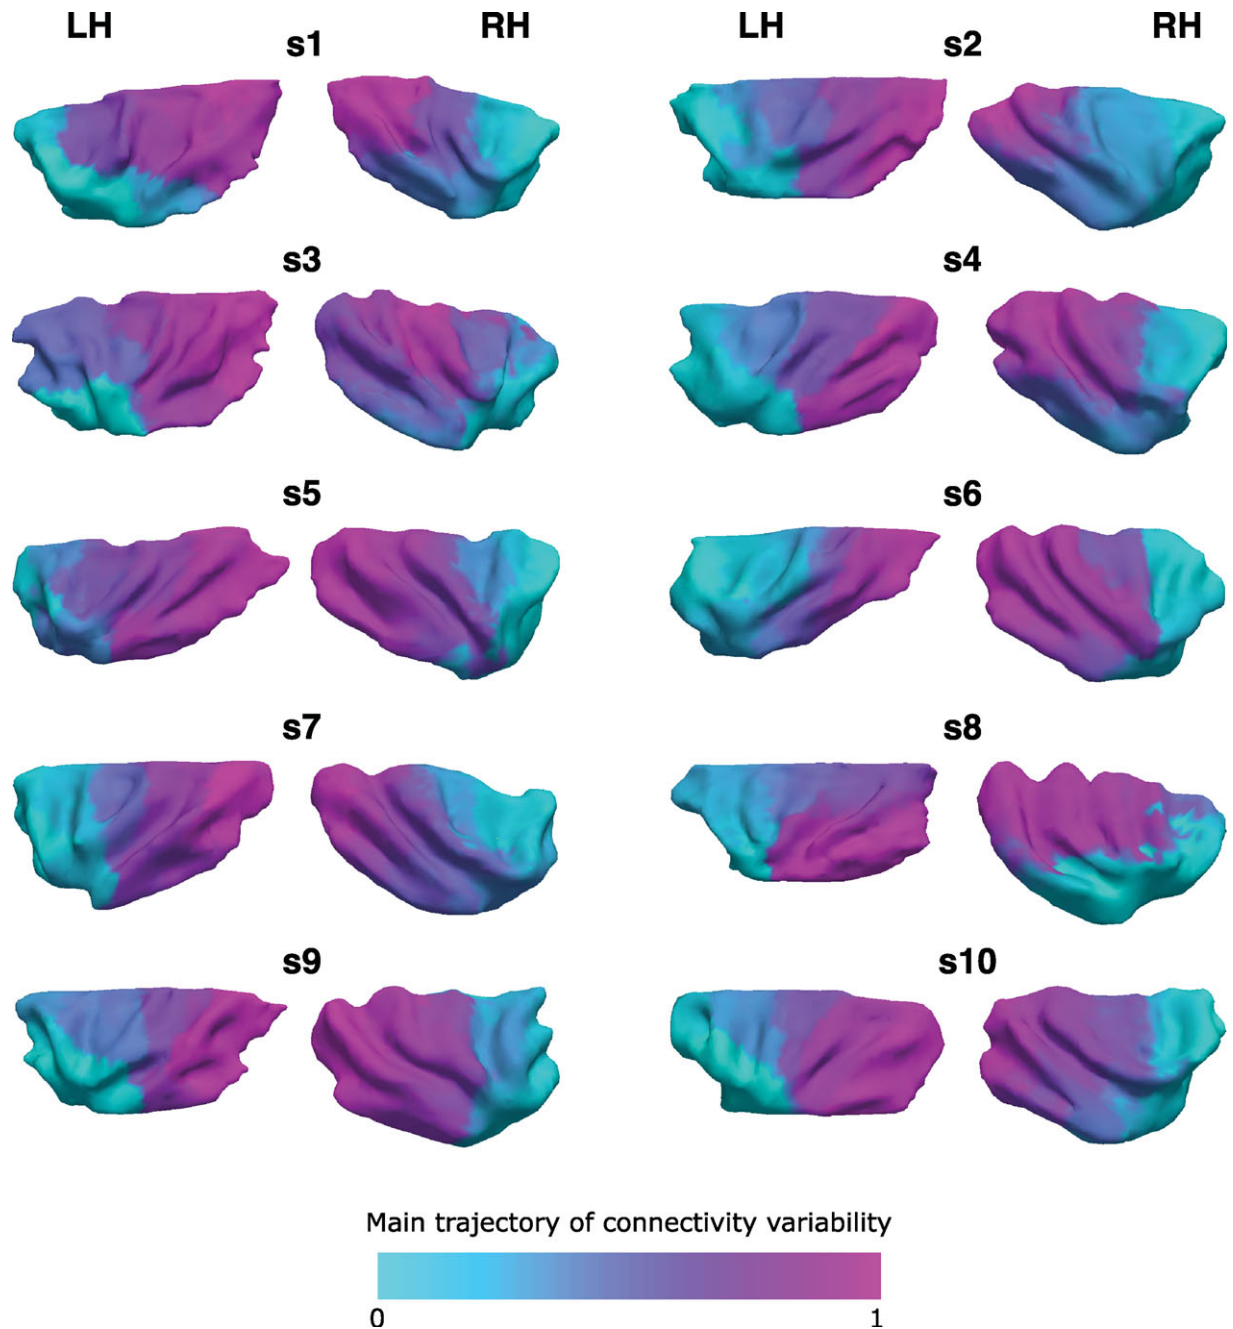 LH RH LH RH
s1 s2
s3 s4
s5 s6
s7 s8
s9 s10
Main trajectory of connectivity variability
0 1